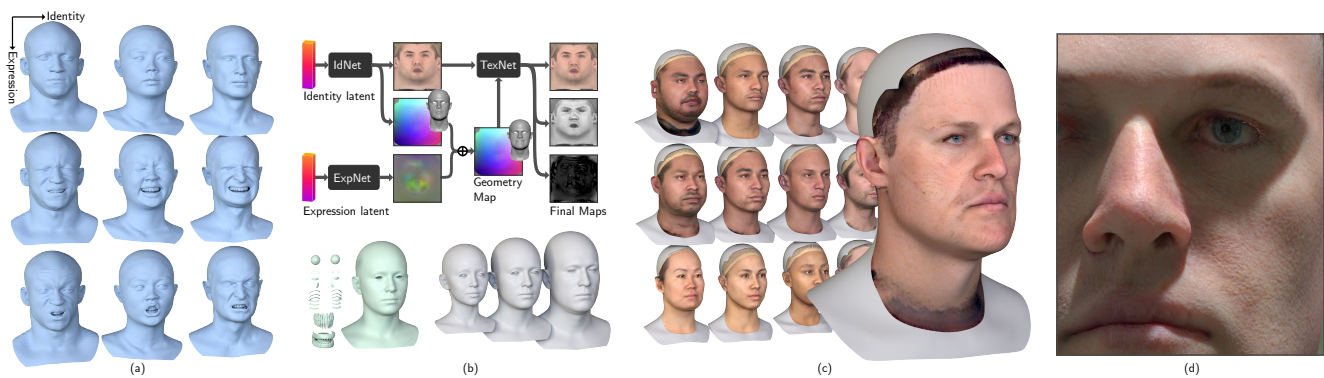 Identity
Expression
IdNet
TexNet
Identity latent
ExpNet
Geometry
Map
Expression latent
Final Maps
(a)
(b)
(c)
(d)